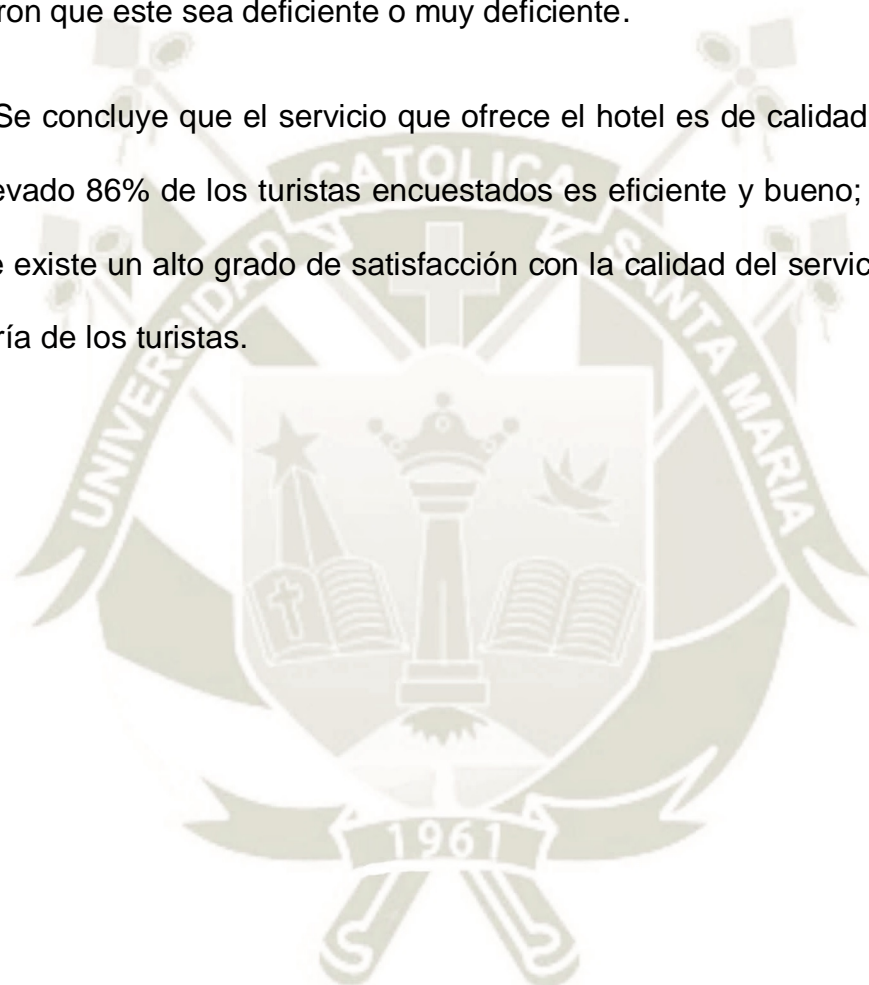 ron que este sea deficiente o muy deficiente.
Se concluye que el servicio que ofrece el hotel es de calidad
evado 86% de los turistas encuestados es eficiente y bueno;
e existe un alto grado de satisfacción con la calidad del servic
ría de los turistas.
UNIVERSIDAD CATOLICA SANTA MARIA
1961